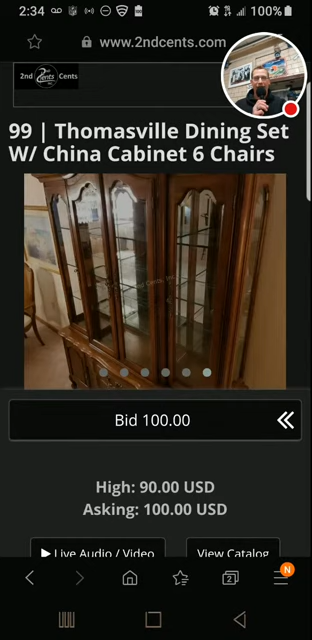 2:34
100%
www.2ndcents.com
2nd Cents
99 | Thomasville Dining Set
W/ China Cabinet 6 Chairs
Bid 100.00
High: 90.00 USD
Asking: 100.00 USD
Live Audio / Video
View Catalog
N
2